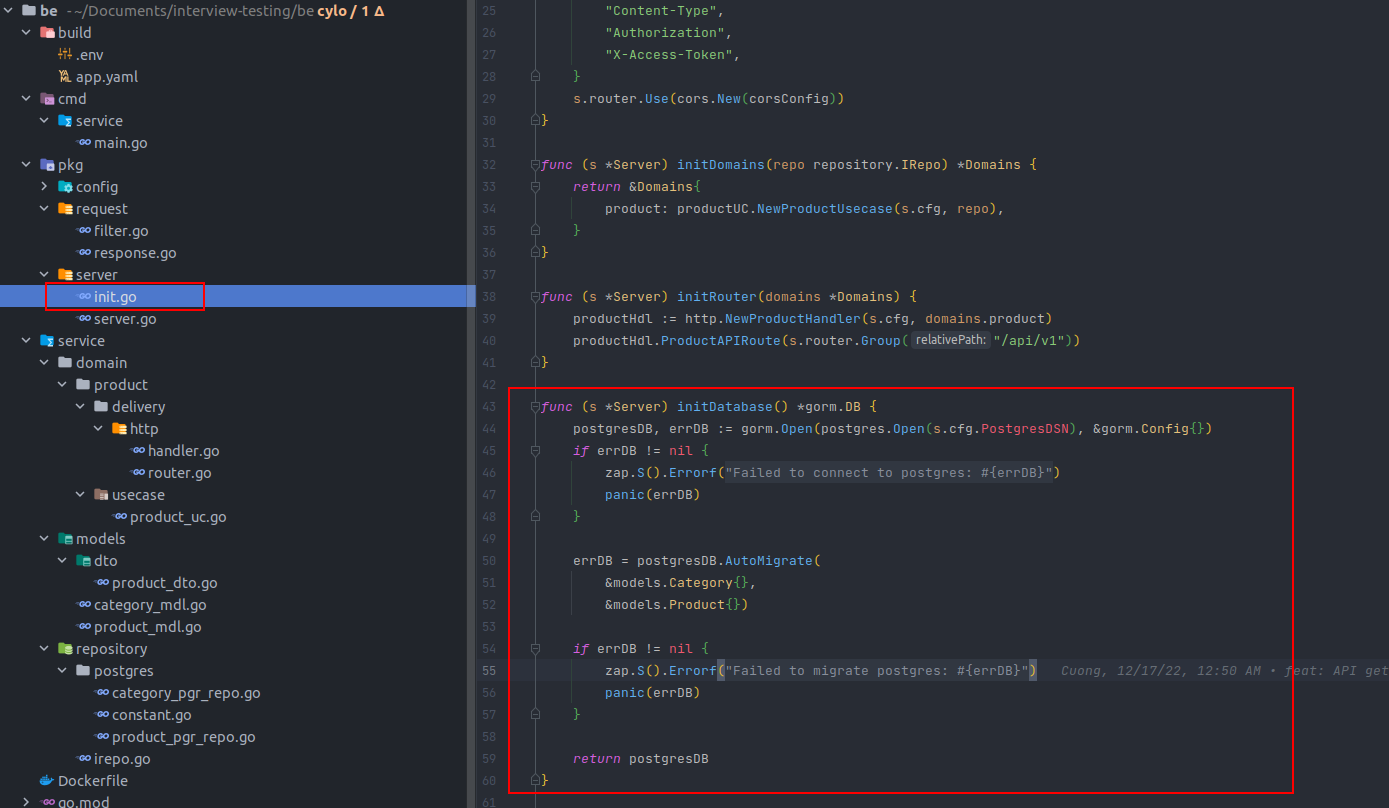 be ~/Documents/interview-testing/be cylo / 1 Δ
build
.env
app.yaml
cmd
service
main.go
pkg
config
request
filter.go
response.go
server
init.go
server.go
service
domain
product
delivery
http
handler.go
router.go
usecase
product_uc.go
models
dto
product_dto.go
category_mdl.go
product_mdl.go
repository
postgres
category_pgr_repo.go
constant.go
product_pgr_repo.go
irepo.go
Dockerfile
go.mod
25 "Content-Type",
26 "Authorization",
27 "X-Access-Token",
28 }
29 s.router.Use(cors.New(corsConfig))
30 }
31
32 func (s *Server) initDomains(repo repository.IRepo) *Domains {
33 return &Domains{
34 product: productUC.NewProductUsecase(s.cfg, repo),
35 }
36 }
37
38 func (s *Server) initRouter(domains *Domains) {
39 productHdl := http.NewProductHandler(s.cfg, domains.product)
40 productHdl.ProductAPIRoute(s.router.Group( relativePath: "/api/v1"))
41 }
42
43 func (s *Server) initDatabase() *gorm.DB {
44 postgresDB, errDB := gorm.Open(postgres.Open(s.cfg.PostgresDSN), &gorm.Config{})
45 if errDB != nil {
46 zap.S().Errorf("Failed to connect to postgres: #{errDB}")
47 panic(errDB)
48 }
49
50 errDB = postgresDB.AutoMigrate(
51 &models.Category{},
52 &models.Product{})
53
54 if errDB != nil {
55 zap.S().Errorf("Failed to migrate postgres: #{errDB}") Cuong, 12/17/22, 12:50 AM • feat: API get
56 panic(errDB)
57 }
58
59 return postgresDB
60 }
61